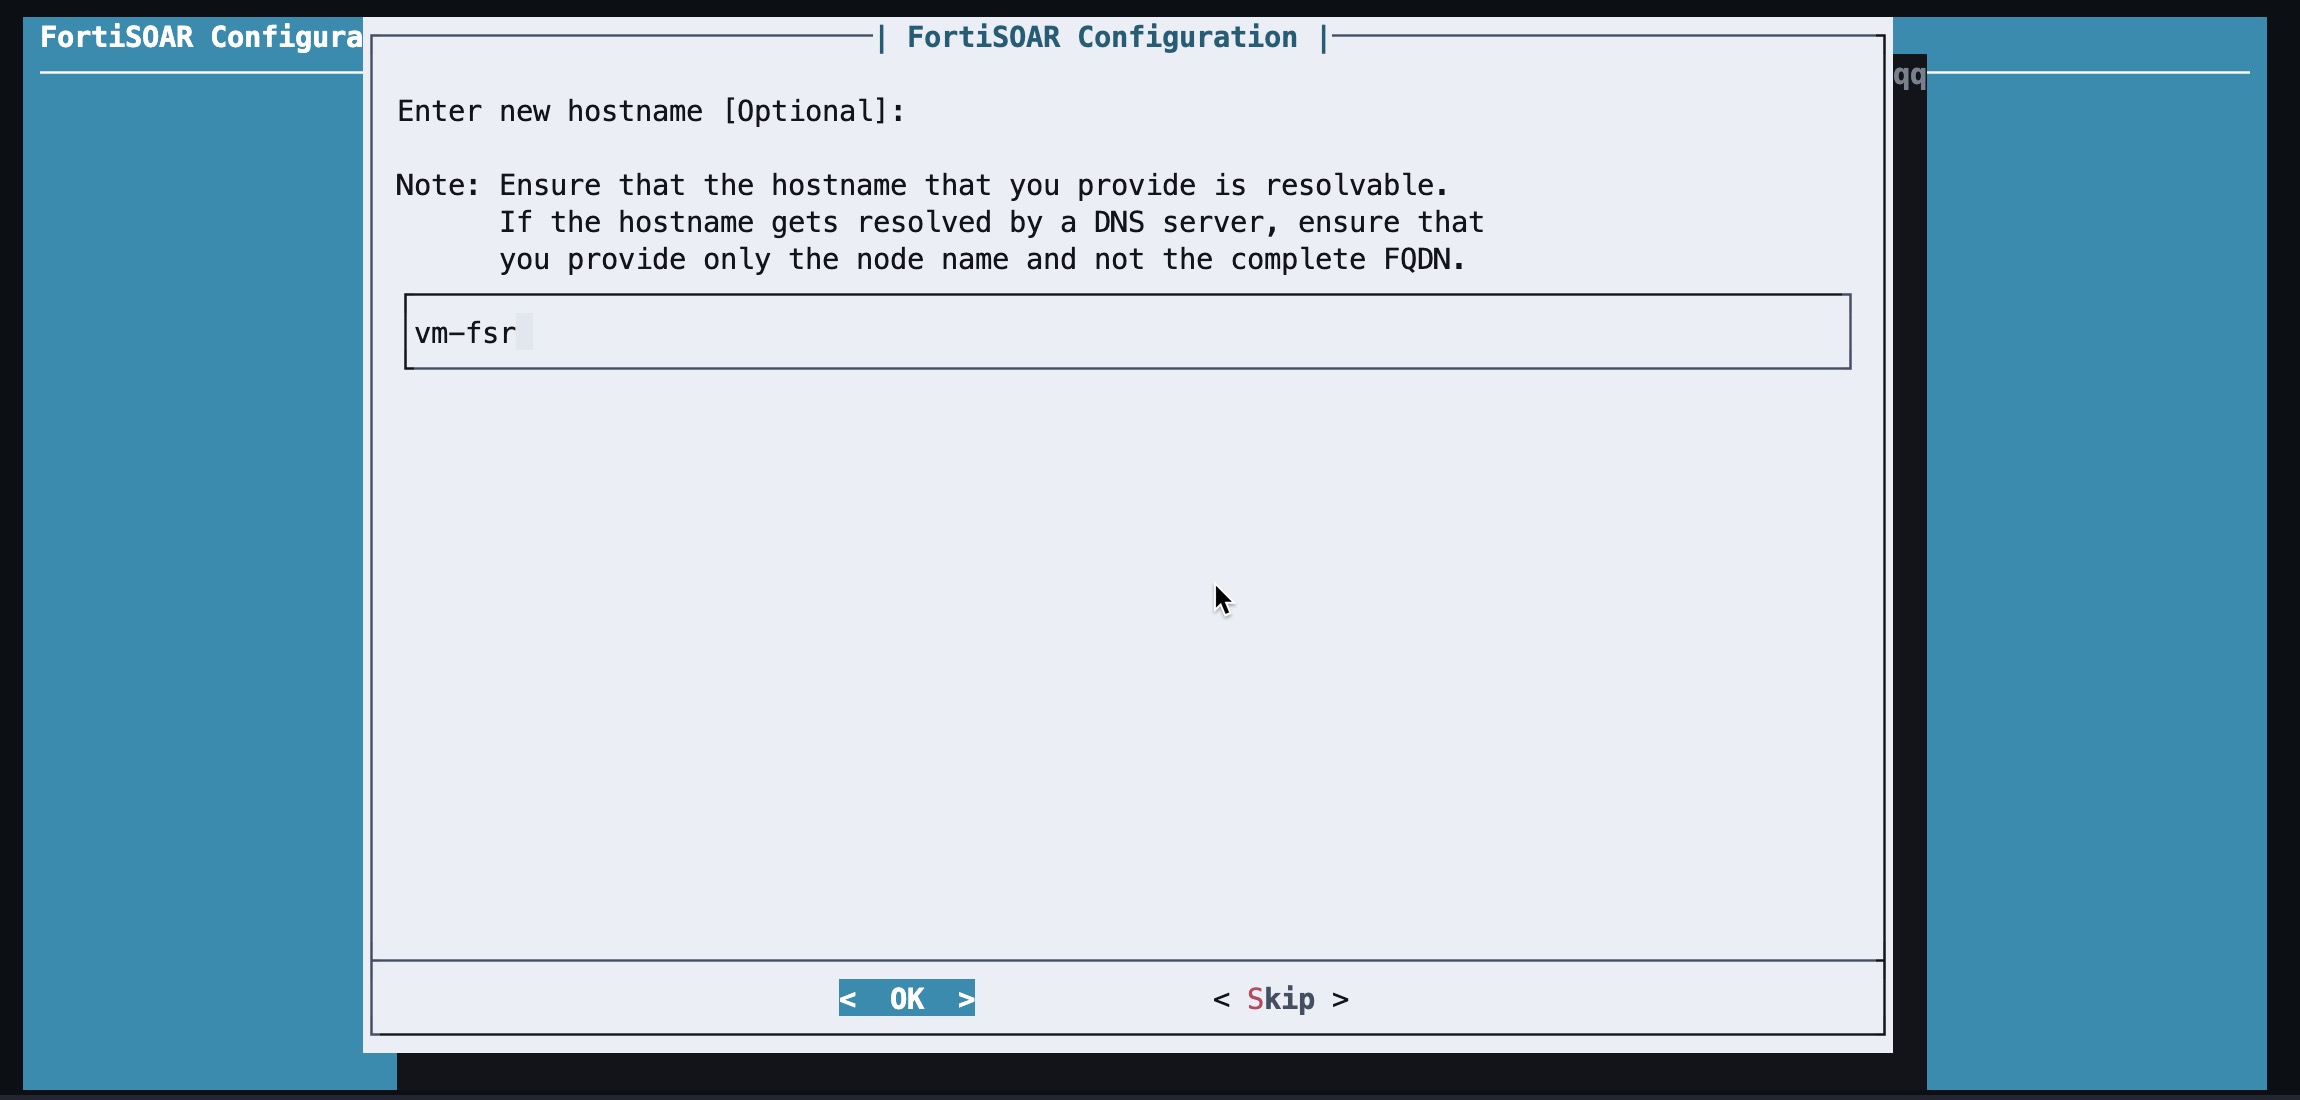 FortiSOAR Configura
| FortiSOAR Configuration |
qq
Enter new hostname [Optional]:
Note: Ensure that the hostname that you provide is resolvable.
If the hostname gets resolved by a DNS server, ensure that
you provide only the node name and not the complete FQDN.
vm-fsr
< OK >
< Skip >